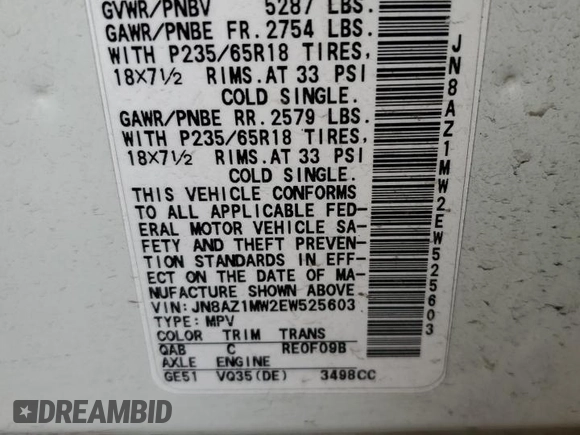 GVWR/PNBV 5287 LBS.
GAWR/PNBE FR. 2754 LBS.
WITH P235/65R18 TIRES,
18X7½ RIMS. AT 33 PSI
COLD SINGLE.
GAWR/PNBE RR. 2579 LBS.
WITH P235/65R18 TIRES,
18X7½ RIMS. AT 33 PSI
COLD SINGLE.
THIS VEHICLE CONFORMS
TO ALL APPLICABLE FED-
ERAL MOTOR VEHICLE SA-
FETY AND THEFT PREVEN-
TION STANDARDS IN EFF-
ECT ON THE DATE OF MA-
NUFACTURE SHOWN ABOVE.
VIN: JN8AZ1MW2EW525603
TYPE: MPV
COLOR TRIM TRANS
QAB C RE0F09B
AXLE ENGINE
GE51 VQ35(DE) 3498CC
JN8AZ1MW2EW525603
DREAMBID